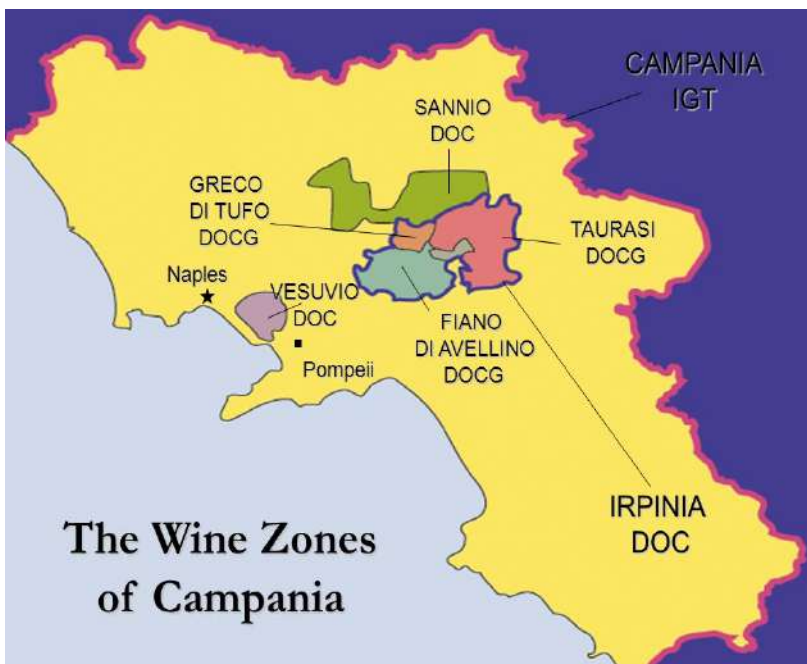 CAMPANIA
IGT
SANNIO
DOC
GRECO
DI TUFO
DOCG
TAURASI
DOCG
Naples
VESUVIO
DOC
FIANO
DI AVELLINO
DOCG
Pompeii
IRPINIA
DOC
The Wine Zones
of Campania